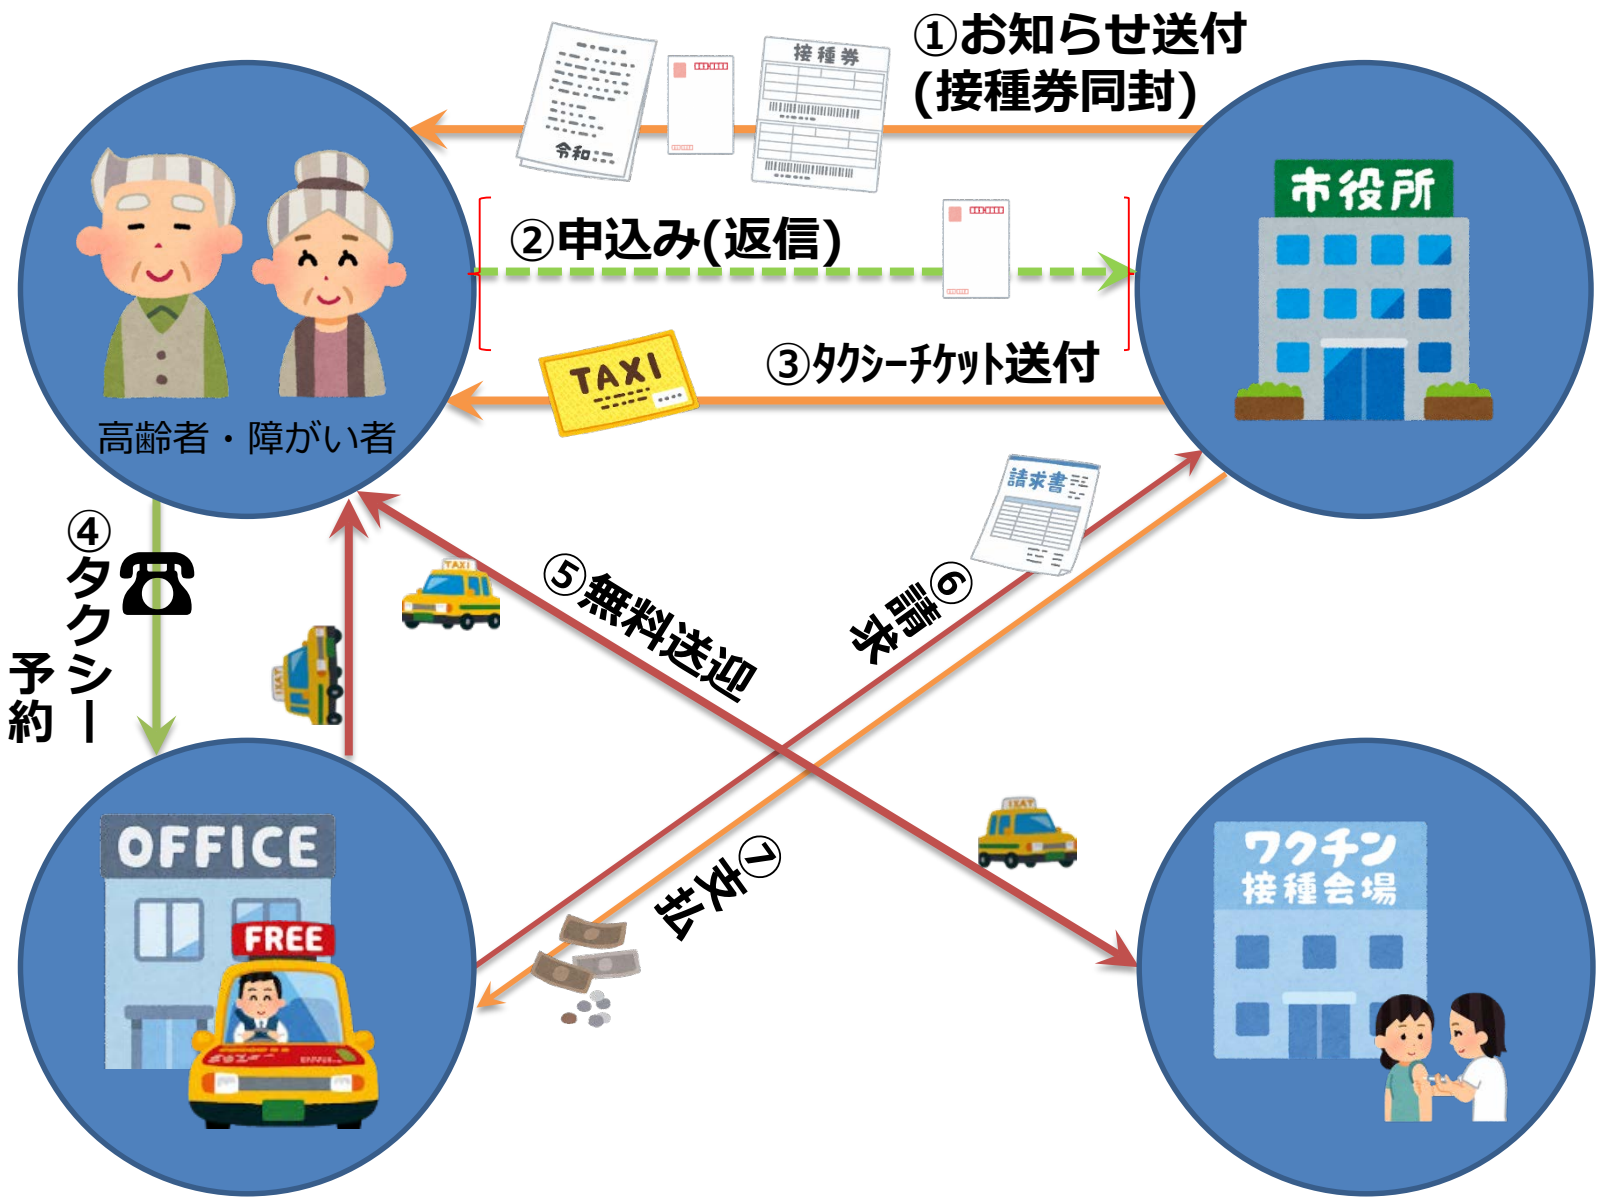 ①お知らせ送付
(接種券同封)
接種券
令和
市役所
②申込み(返信)
TAXI
③ﾀｸｼｰﾁｹｯﾄ送付
高齢者・障がい者
請求書
④タクシー
予約
TAXI
TAXI
⑤無料送迎
⑥請求
⑦支払
TAXI
OFFICE
FREE
ワクチン
接種会場